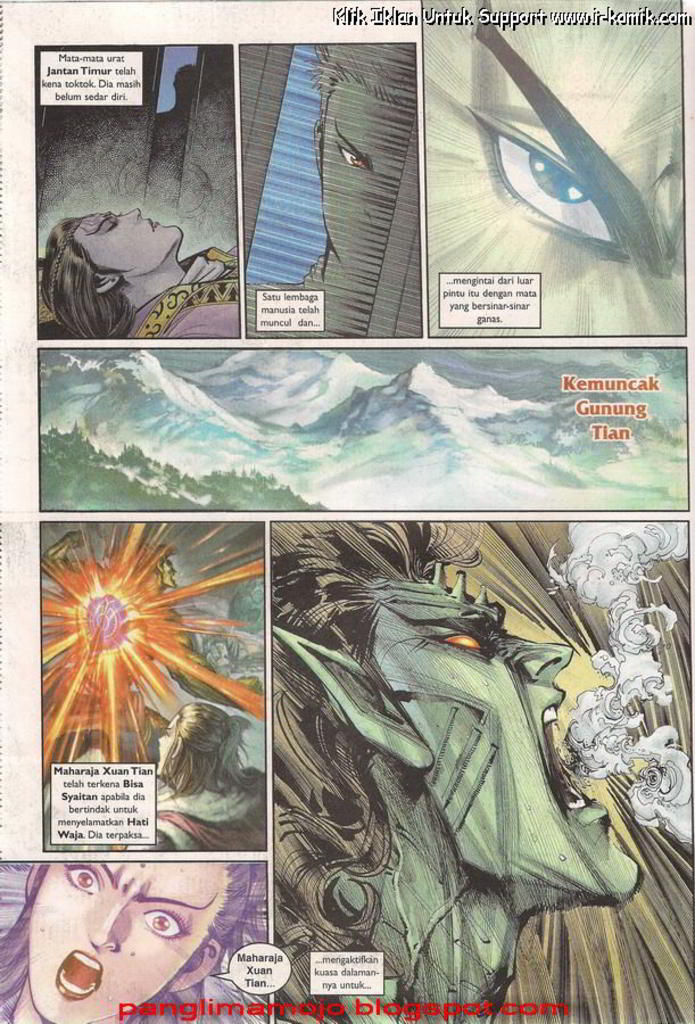 Klik Iklan Untuk Support www.i-komik.com
Mata-mata urat
Jantan Timur telah
kena toktok. Dia masih
belum sedar diri.
Satu lembaga
manusia telah
muncul dan...
...mengintai dari luar
pintu itu dengan mata
yang bersinar-sinar
ganas.
Kemuncak
Gunung
Tian
Maharaja Xuan Tian
telah terkena Bisa
Syaitan apabila dia
bertindak untuk
menyelamatkan Hati
Waja. Dia terpaksa...
Maharaja
Xuan
Tian...
...mengaktifkan
kuasa dalaman-
nya untuk...
panglimamojo.blogspot.com